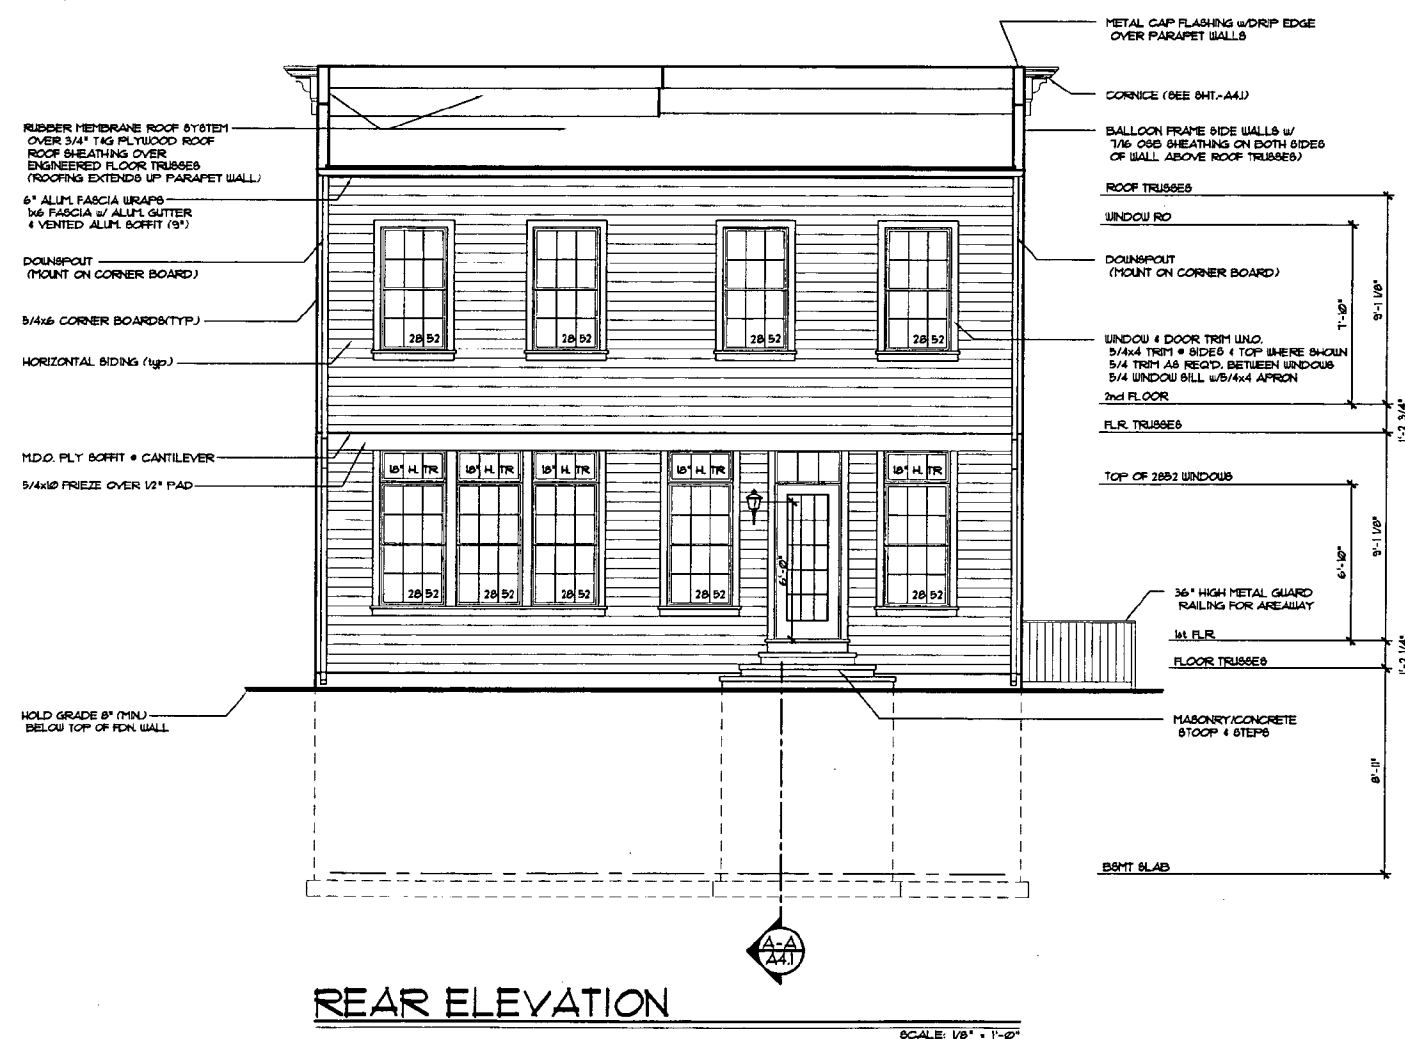 METAL CAP FLASHING w/DRIP EDGE
OVER PARAPET WALLS
CORNICE (SEE SHT.-A4.1)
RUBBER MEMBRANE ROOF SYSTEM
OVER 3/4" T&G PLYWOOD ROOF
ROOF SHEATHING OVER
ENGINEERED FLOOR TRUSSES
(ROOFING EXTENDS UP PARAPET WALL)
BALLOON FRAME SIDE WALLS w/
7/16 OSB SHEATHING ON BOTH SIDES
OF WALL ABOVE ROOF TRUSSES)
6" ALUM. FASCIA WRAPS
1x6 FASCIA w/ ALUM. GUTTER
& VENTED ALUM. SOFFIT (9")
ROOF TRUSSES
WINDOW RO
DOWNSPOUT
(MOUNT ON CORNER BOARD)
DOWNSPOUT
(MOUNT ON CORNER BOARD)
7'-10"
9'-1 1/8"
5/4x6 CORNER BOARDS(TYP.)
HORIZONTAL SIDING (typ.)
28 52
28 52
28 52
28 52
WINDOW & DOOR TRIM U.N.O.
5/4x4 TRIM @ SIDES & TOP WHERE SHOWN
5/4 TRIM AS REQ'D. BETWEEN WINDOWS
5/4 WINDOW SILL w/5/4x4 APRON
2nd FLOOR
1'-2 3/4"
FLR. TRUSSES
M.D.O. PLY SOFFIT @ CANTILEVER
5/4x10 FRIEZE OVER 1/2" PAD
18" H. TR
18" H. TR
18" H. TR
18" H. TR
18" H. TR
TOP OF 2852 WINDOWS
6'-10"
9'-1 1/8"
6'-0"
28 52
28 52
28 52
28 52
28 52
36" HIGH METAL GUARD
RAILING FOR AREAWAY
1st FLR.
1'-2 1/4"
FLOOR TRUSSES
HOLD GRADE 8" (MIN.)
BELOW TOP OF FDN. WALL
MASONRY/CONCRETE
STOOP & STEPS
8'-11"
BSMT SLAB
A-A
A4.1
REAR ELEVATION
SCALE: 1/8" = 1'-0"